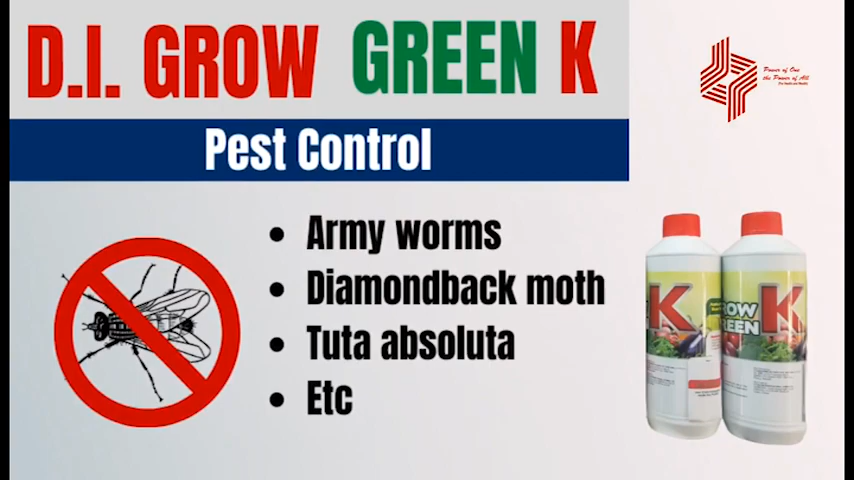 D.I. GROW GREEN K
Power of One
the Power of All
Pest Control
• Army worms
• Diamondback moth
• Tuta absoluta
• Etc
K
GROW
GREEN K